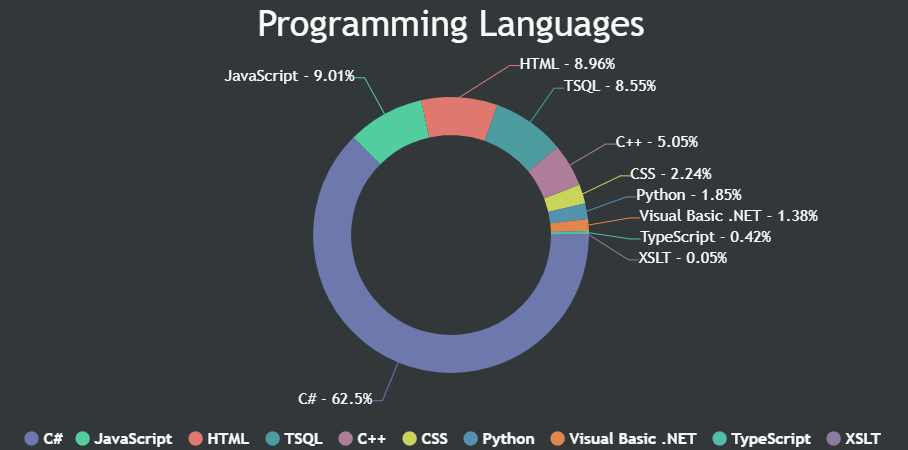 Programming Languages
HTML - 8.96%
JavaScript - 9.01%
TSQL - 8.55%
C++ - 5.05%
CSS - 2.24%
Python - 1.85%
Visual Basic .NET - 1.38%
TypeScript - 0.42%
XSLT - 0.05%
C# - 62.5%
C# JavaScript HTML TSQL C++ CSS Python Visual Basic .NET TypeScript XSLT